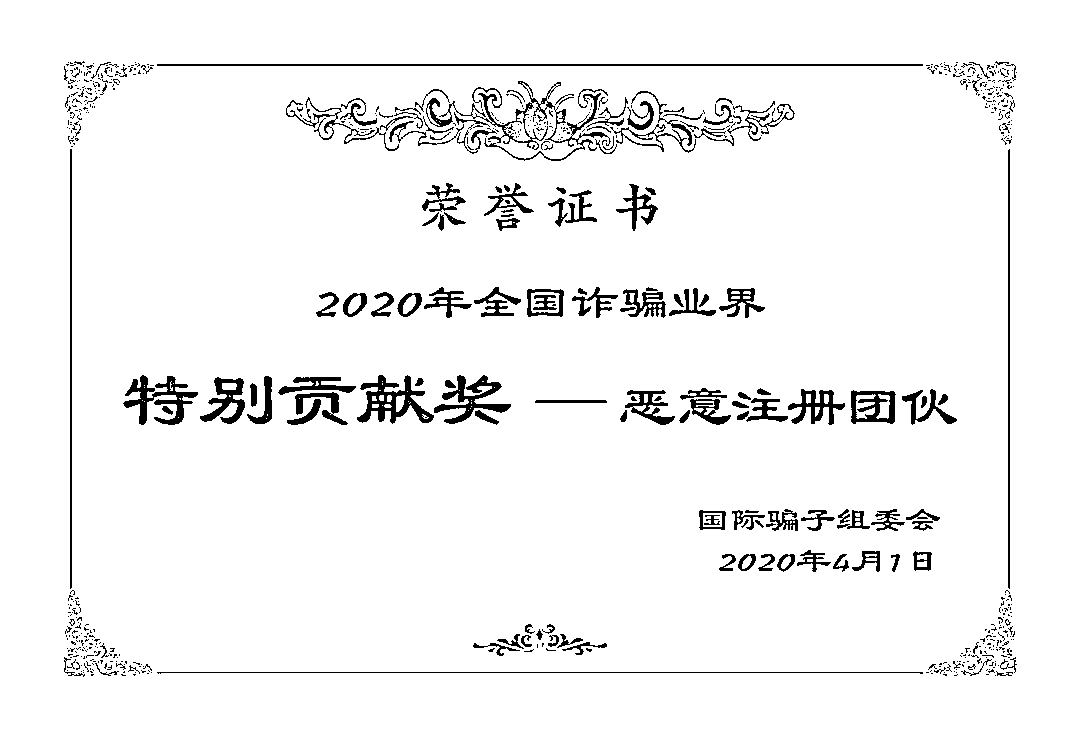 荣誉证书
2020年全国诈骗业界
特别贡献奖 — 恶意注册团伙
国际骗子组委会
2020年4月1日